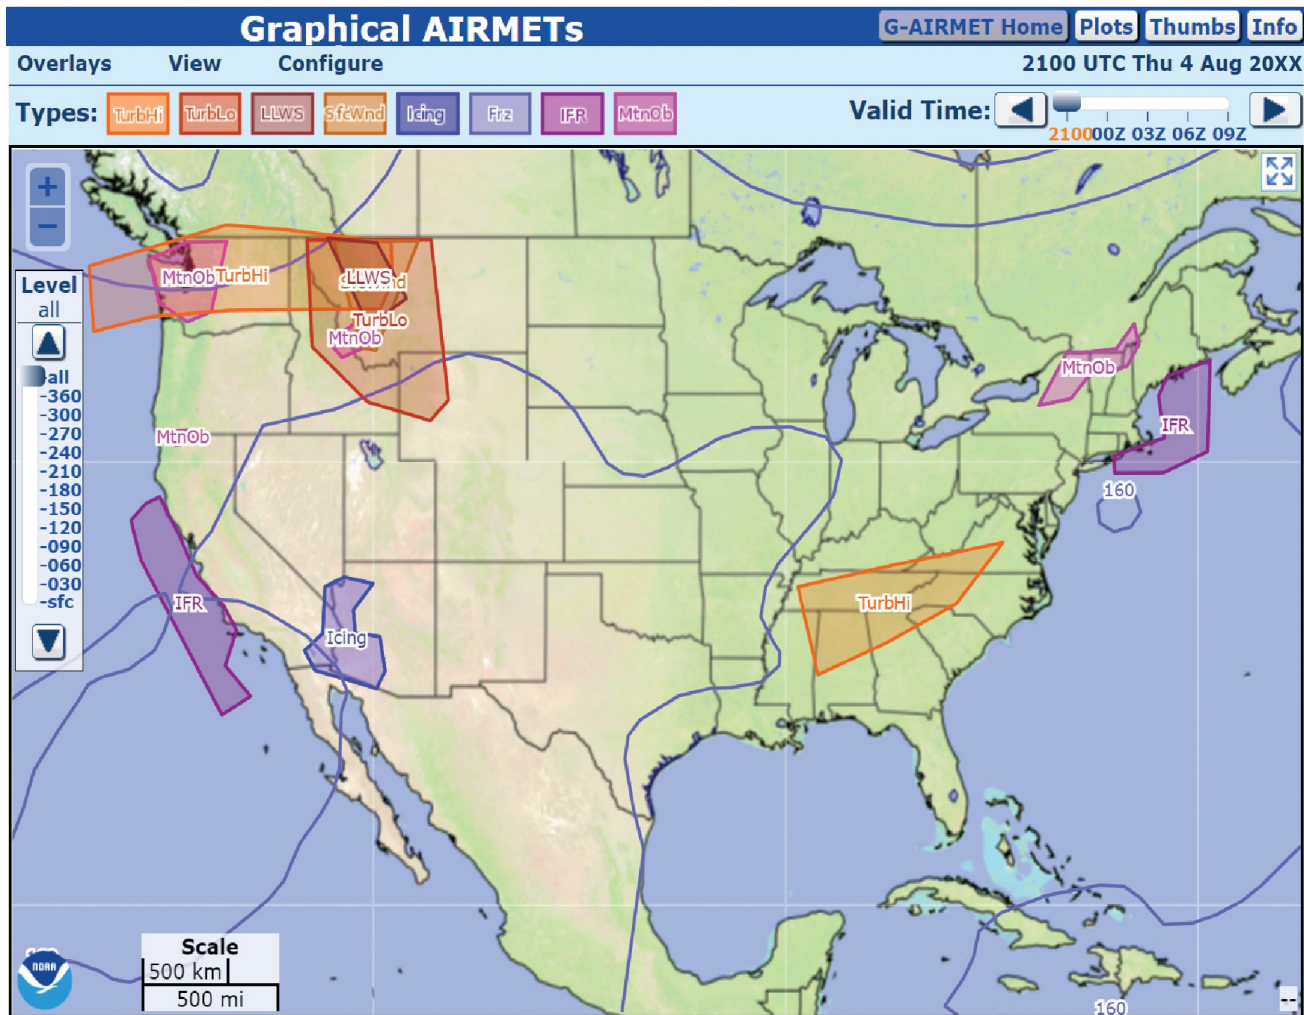 Graphical AIRMETs
G-AIRMET Home Plots Thumbs Info
Overlays View Configure 2100 UTC Thu 4 Aug 20XX
Types: TurbHi TurbLo LLWS SfcWnd Icing Frz IFR MtnOb Valid Time:
2100 00Z 03Z 06Z 09Z
+
−
Level
all
all
-360
-300
-270
-240
-210
-180
-150
-120
-090
-060
-030
-sfc
MtnOb TurbHi
LLWS
TurbLo
MtnOb
MtnOb
MtnOb
IFR
160
IFR
TurbHi
Icing
Scale
500 km
500 mi
NOAA
160
--